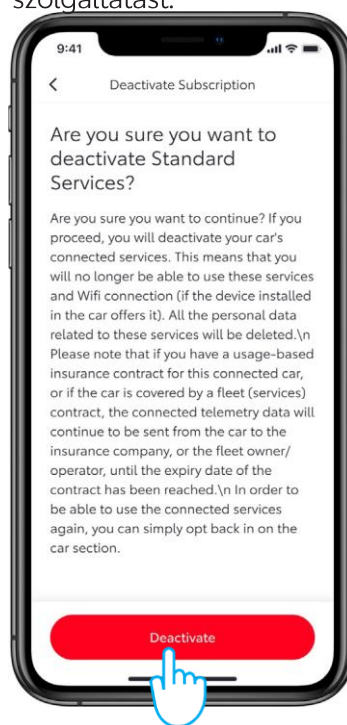 szolgáltatást.
9:41
Deactivate Subscription
Are you sure you want to
deactivate Standard
Services?
Are you sure you want to continue? If you
proceed, you will deactivate your car's
connected services. This means that you
will no longer be able to use these services
and Wifi connection (if the device installed
in the car offers it). All the personal data
related to these services will be deleted.\n
Please note that if you have a usage-based
insurance contract for this connected car,
or if the car is covered by a fleet (services)
contract, the connected telemetry data will
continue to be sent from the car to the
insurance company, or the fleet owner/
operator, until the expiry date of the
contract has been reached.\n In order to
be able to use the connected services
again, you can simply opt back in on the
car section.
Deactivate